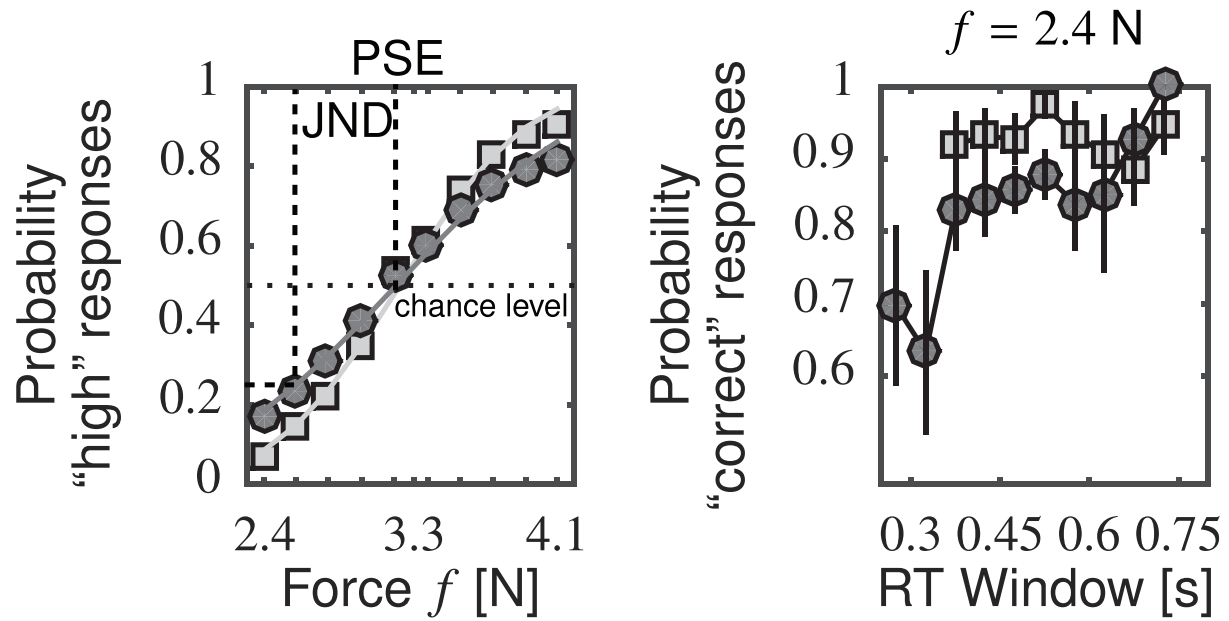 PSE
JND
chance level
Probability
“high” responses
1
0.8
0.6
0.4
0.2
0
2.4 3.3 4.1
Force f [N]
f = 2.4 N
Probability
“correct” responses
1
0.9
0.8
0.7
0.6
0.3 0.45 0.6 0.75
RT Window [s]